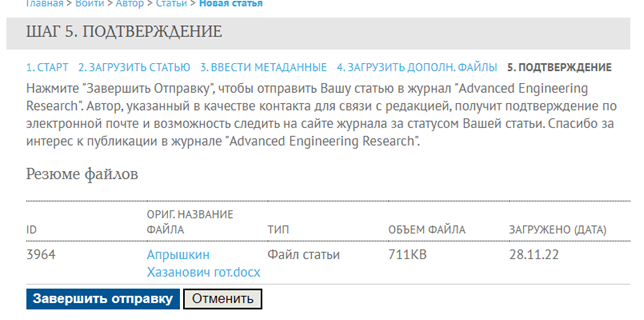 Главная > Войти > Автор > Статьи > Новая статья
ШАГ 5. ПОДТВЕРЖДЕНИЕ
1. СТАРТ 2. ЗАГРУЗИТЬ СТАТЬЮ 3. ВВЕСТИ МЕТАДАННЫЕ 4. ЗАГРУЗИТЬ ДОПОЛН. ФАЙЛЫ 5. ПОДТВЕРЖДЕНИЕ
Нажмите "Завершить Отправку", чтобы отправить Вашу статью в журнал "Advanced Engineering
Research". Автор, указанный в качестве контакта для связи с редакцией, получит подтверждение по
электронной почте и возможность следить на сайте журнала за статусом Вашей статьи. Спасибо за
интерес к публикации в журнале "Advanced Engineering Research".
Резюме файлов
ID ОРИГ. НАЗВАНИЕ ФАЙЛА ТИП ОБЪЕМ ФАЙЛА ЗАГРУЖЕНО (ДАТА)
3964 Апрышкин Файл статьи 711KB 28.11.22
Хазанович гот.docx
Завершить отправку Отменить